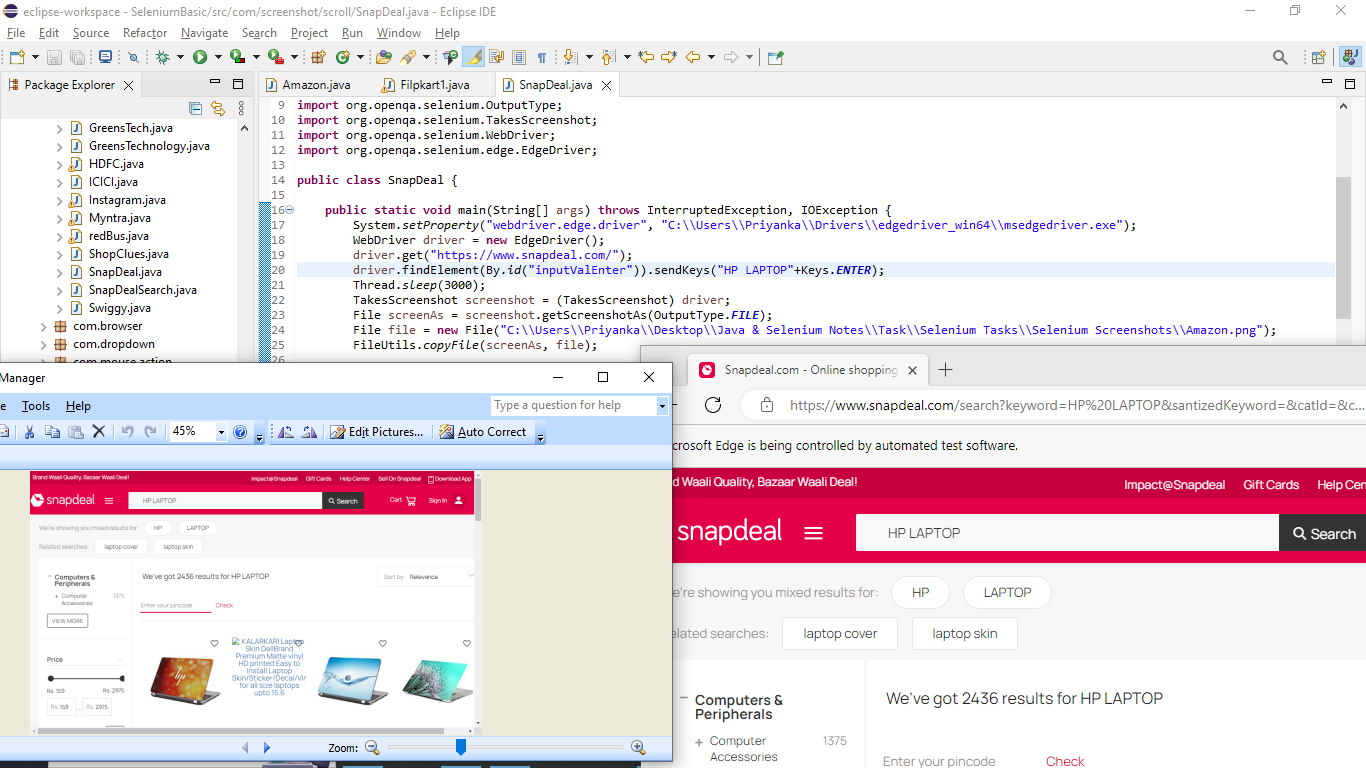 eclipse-workspace - SeleniumBasic/src/com/screenshot/scroll/SnapDeal.java - Eclipse IDE
File Edit Source Refactor Navigate Search Project Run Window Help
Package Explorer
GreensTech.java
GreensTechnology.java
HDFC.java
ICICI.java
Instagram.java
Myntra.java
redBus.java
ShopClues.java
SnapDeal.java
SnapDealSearch.java
Swiggy.java
com.browser
com.dropdown
com.mouse.action
Amazon.java Filpkart1.java SnapDeal.java
9 import org.openqa.selenium.OutputType;
10 import org.openqa.selenium.TakesScreenshot;
11 import org.openqa.selenium.WebDriver;
12 import org.openqa.selenium.edge.EdgeDriver;
13
14 public class SnapDeal {
15
16 public static void main(String[] args) throws InterruptedException, IOException {
17 System.setProperty("webdriver.edge.driver", "C:\\Users\\Priyanka\\Drivers\\edgedriver_win64\\msedgedriver.exe");
18 WebDriver driver = new EdgeDriver();
19 driver.get("https://www.snapdeal.com/");
20 driver.findElement(By.id("inputValEnter")).sendKeys("HP LAPTOP"+Keys.ENTER);
21 Thread.sleep(3000);
22 TakesScreenshot screenshot = (TakesScreenshot) driver;
23 File screenAs = screenshot.getScreenshotAs(OutputType.FILE);
24 File file = new File("C:\\Users\\Priyanka\\Desktop\\Java & Selenium Notes\\Task\\Selenium Tasks\\Selenium Screenshots\\Amazon.png");
25 FileUtils.copyFile(screenAs, file);
26
Manager
e Tools Help Type a question for help
45% Edit Pictures... Auto Correct
Brand Waali Quality, Bazaar Waali Deal! Impact@Snapdeal Gift Cards Help Center Sell On Snapdeal Download App
snapdeal HP LAPTOP Search Cart Sign In
We're showing you mixed results for: HP LAPTOP
Related searches: laptop cover laptop skin
Computers & Peripherals
Computer Accessories 1375
VIEW MORE
Price
Rs. 159 Rs. 2975
Rs. 159 - Rs. 2975
We've got 2436 results for HP LAPTOP Sort by: Relevance
Enter your pincode Check
KALARKARI Laptop
Skin DellBrand
Premium Matte vinyl
HD printed Easy to
Install Laptop
Skin/Sticker/Decal/Vir
for all size laptops
upto 15.6
Zoom:
Snapdeal.com - Online shopping
https://www.snapdeal.com/search?keyword=HP%20LAPTOP&santizedKeyword=&catId=&c...
crosoft Edge is being controlled by automated test software.
d Waali Quality, Bazaar Waali Deal! Impact@Snapdeal Gift Cards Help Cen
snapdeal HP LAPTOP Search
e're showing you mixed results for: HP LAPTOP
elated searches: laptop cover laptop skin
Computers &
Peripherals
Computer 1375
Accessories
We've got 2436 results for HP LAPTOP
Enter your pincode Check